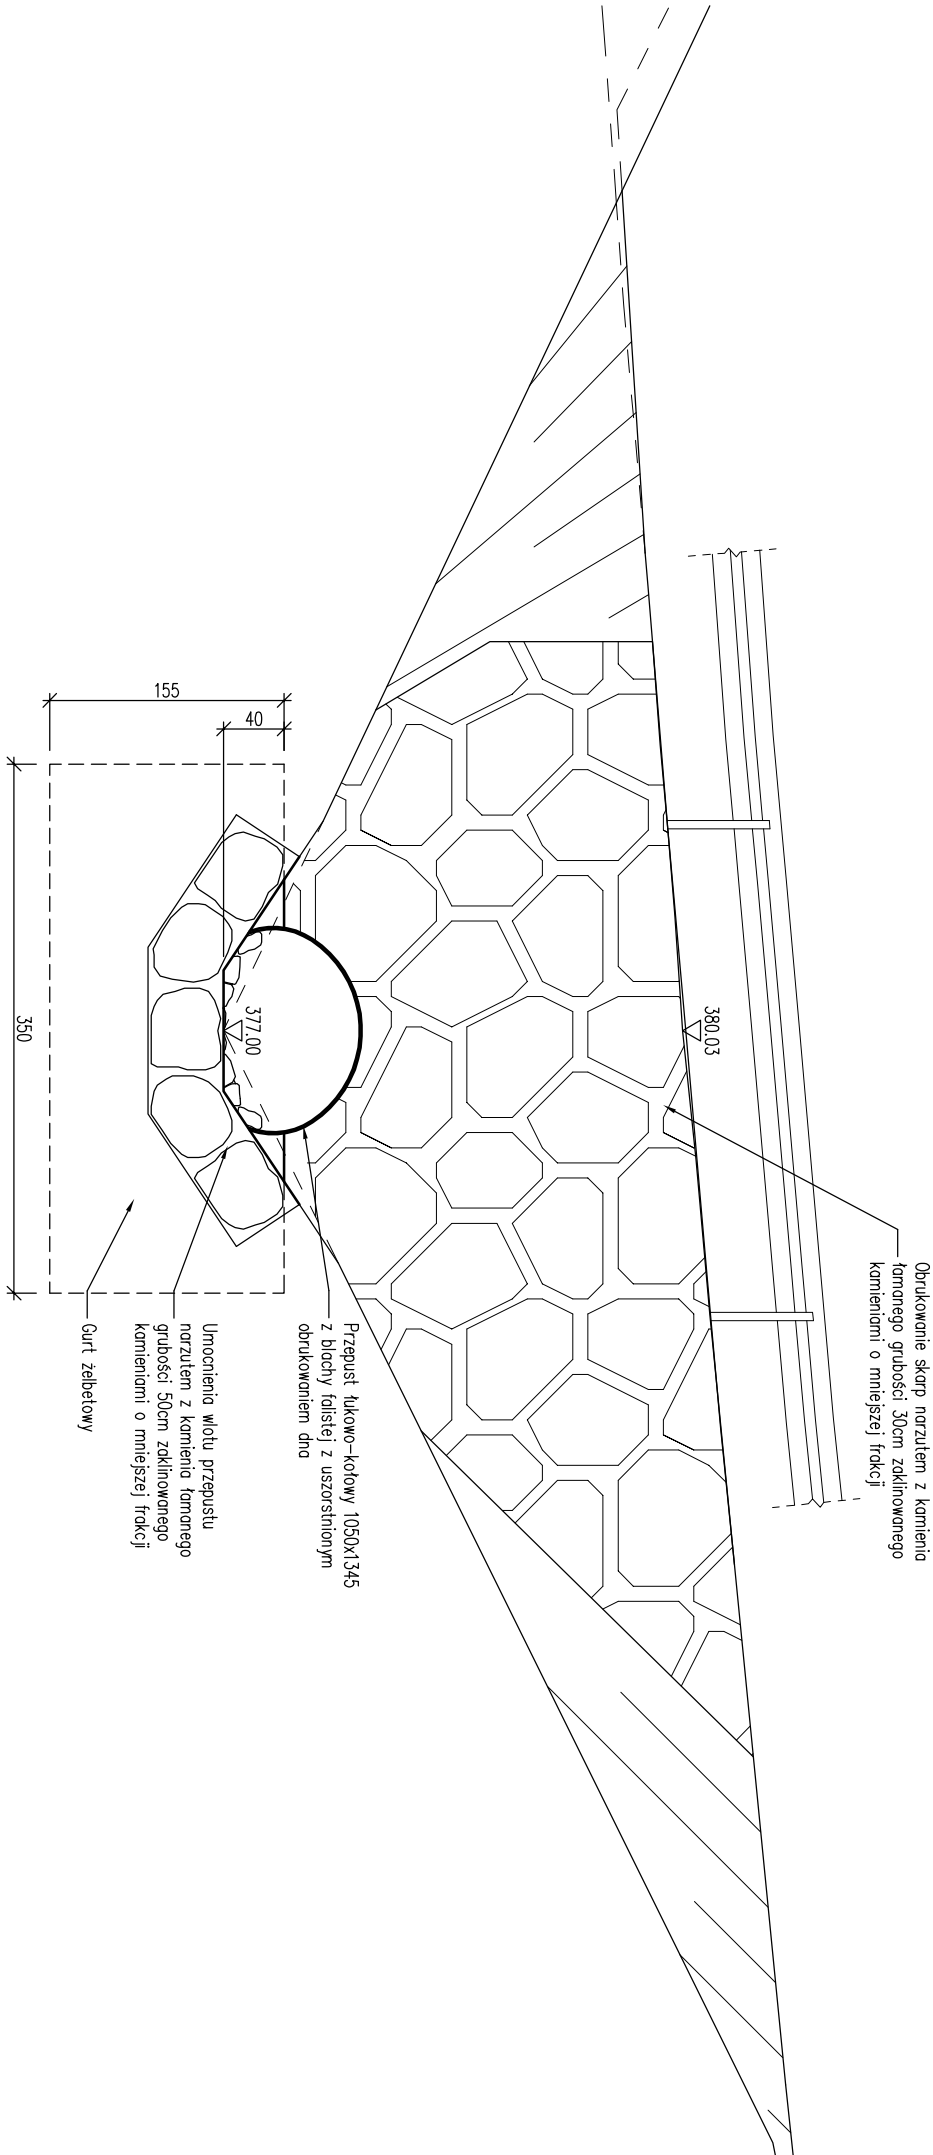 Obrukowanie skarp narzutem z kamienia
łamanego grubości 30cm zaklinowanego
kamieniami o mniejszej frakcji
380.03
377.00
Przepust łukowo-kołowy 1050x1345
z blachy falistej z uszorstnionym
obrukowaniem dna
Umocnienia wlotu przepustu
narzutem z kamienia łamanego
grubości 50cm zaklinowanego
kamieniami o mniejszej frakcji
Gurt żelbetowy
155
40
350